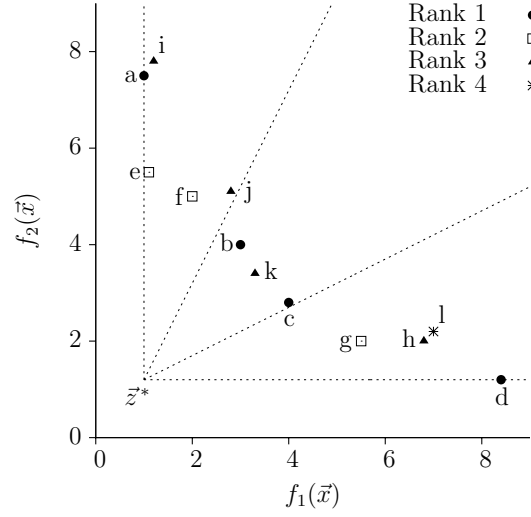 Rank 1
Rank 2
Rank 3
Rank 4
8
6
4
2
0
f₂(x⃗)
a
i
e
f
j
b
k
c
g
h
l
d
z⃗*
0
2
4
6
8
f₁(x⃗)